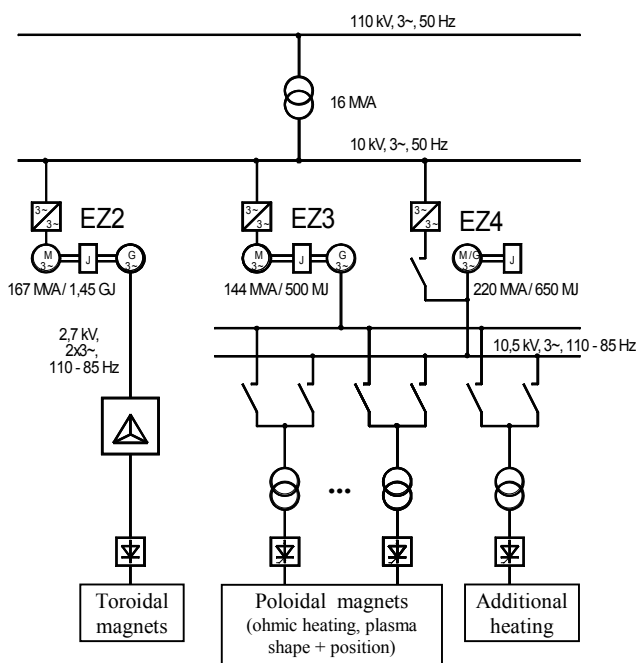 110 kV, 3~, 50 Hz
16 MVA
10 kV, 3~, 50 Hz
3~
3~
EZ2
3~
3~
EZ3
3~
3~
EZ4
M
3~
J
G
3~
M
3~
J
G
3~
M/G
3~
J
167 MVA/ 1,45 GJ
144 MVA/ 500 MJ
220 MVA/ 650 MJ
2,7 kV,
2x3~,
110 - 85 Hz
10,5 kV, 3~, 110 - 85 Hz
...
Toroidal
magnets
Poloidal magnets
(ohmic heating, plasma
shape + position)
Additional
heating